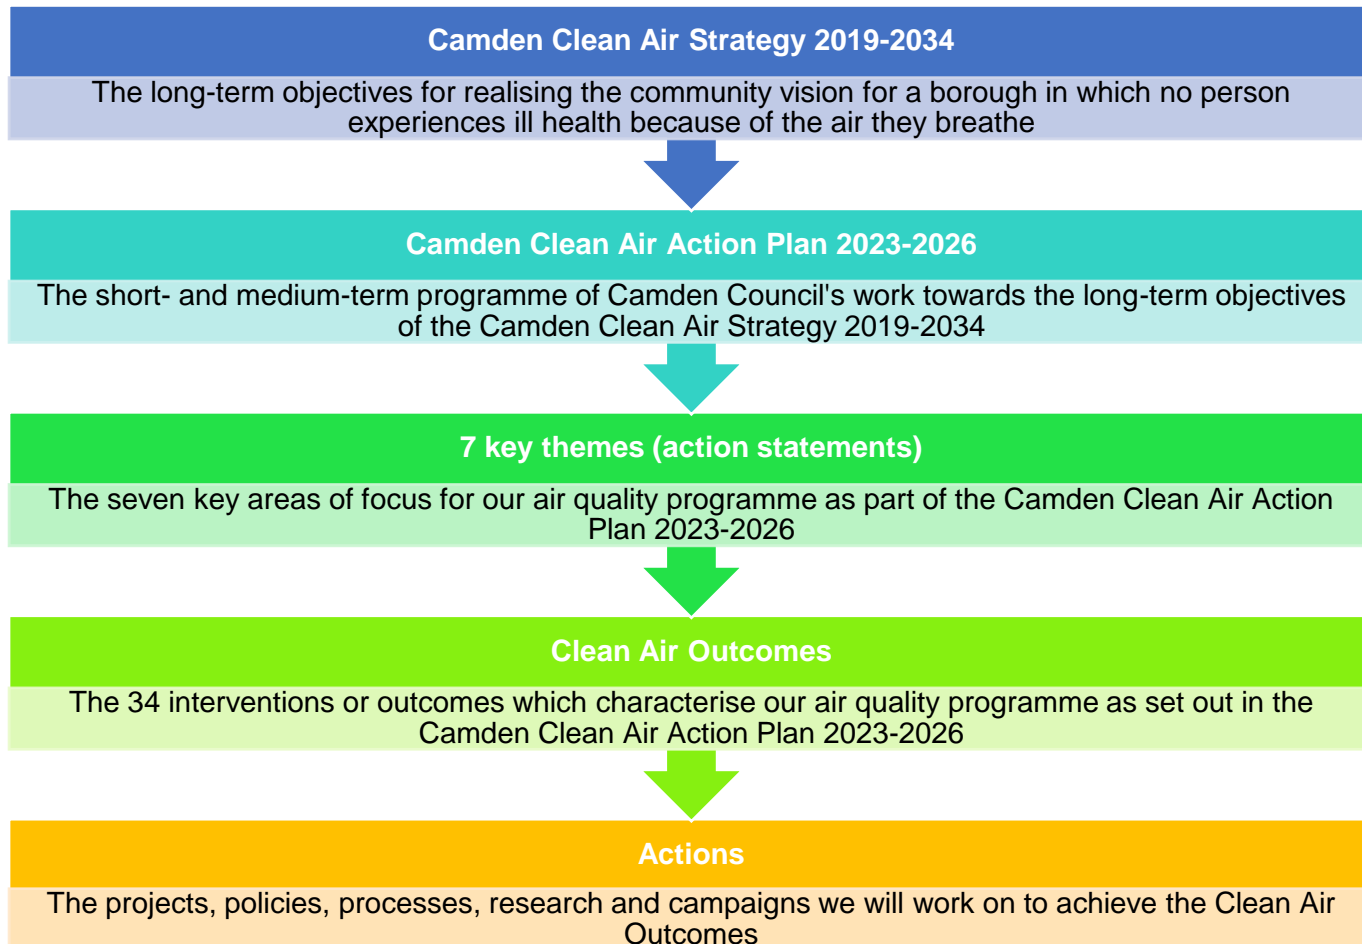 Camden Clean Air Strategy 2019-2034
The long-term objectives for realising the community vision for a borough in which no person
experiences ill health because of the air they breathe
Camden Clean Air Action Plan 2023-2026
The short- and medium-term programme of Camden Council's work towards the long-term objectives
of the Camden Clean Air Strategy 2019-2034
7 key themes (action statements)
The seven key areas of focus for our air quality programme as part of the Camden Clean Air Action
Plan 2023-2026
Clean Air Outcomes
The 34 interventions or outcomes which characterise our air quality programme as set out in the
Camden Clean Air Action Plan 2023-2026
Actions
The projects, policies, processes, research and campaigns we will work on to achieve the Clean Air
Outcomes